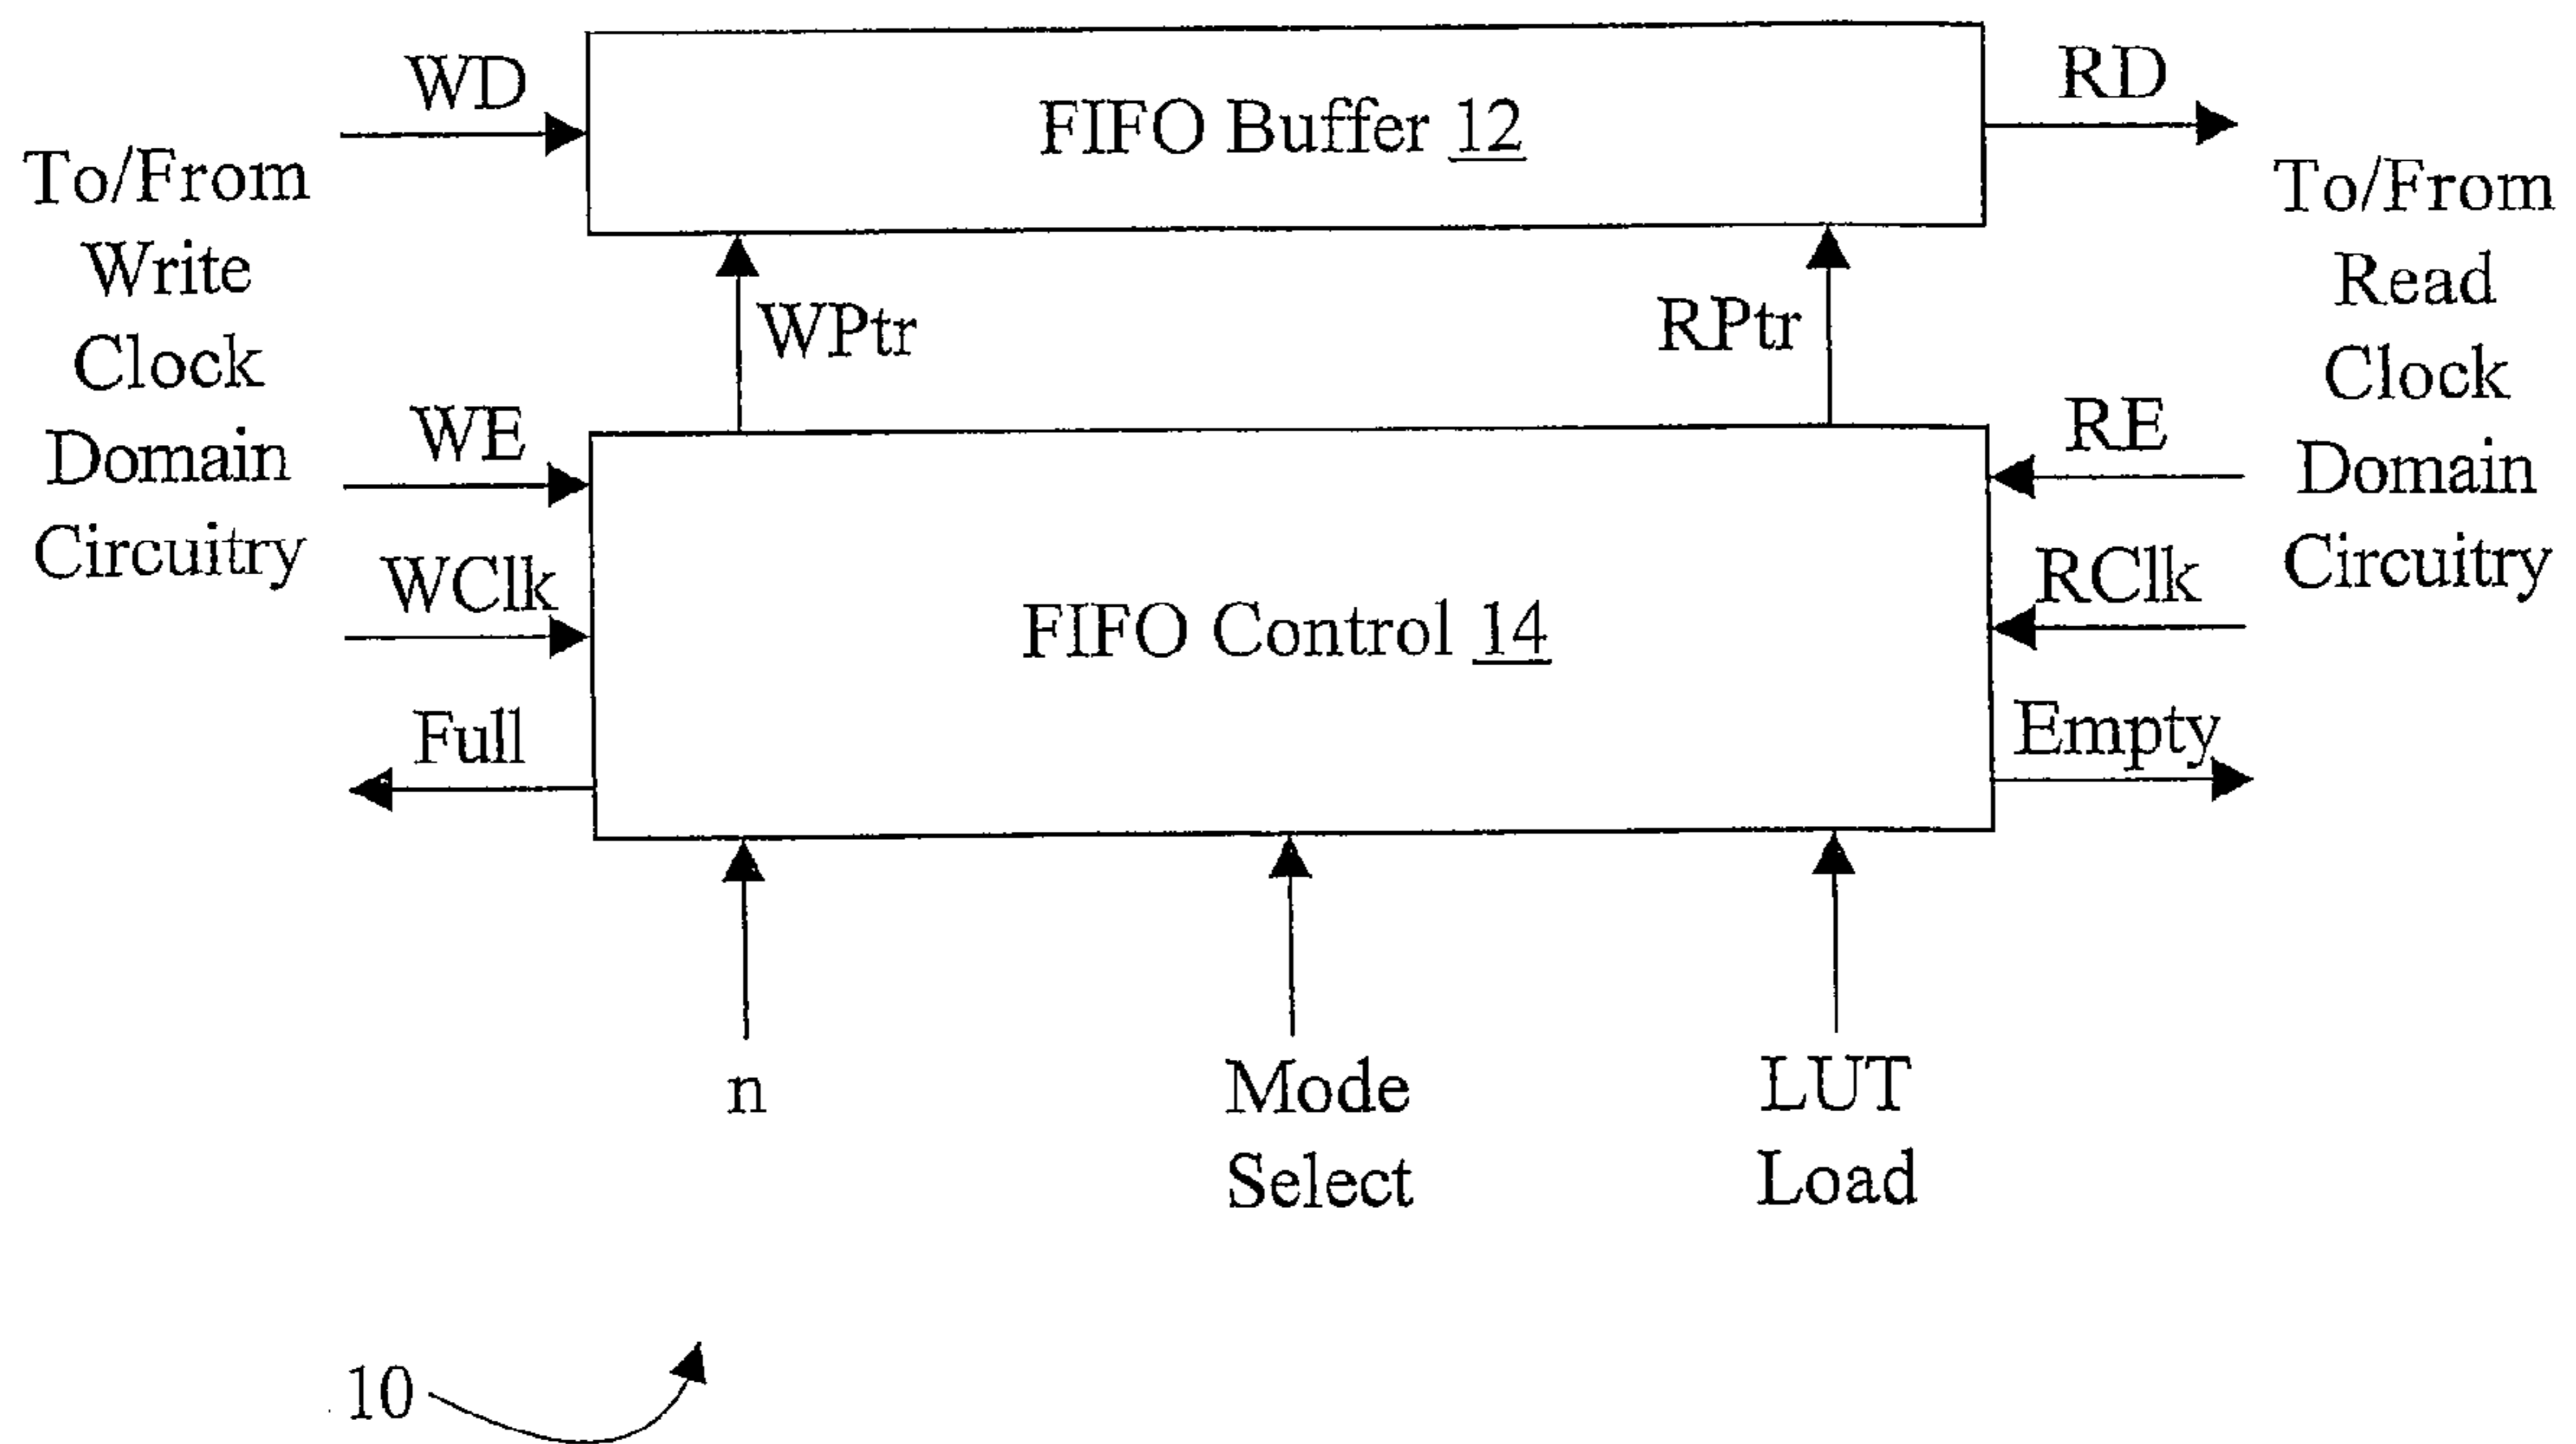 WD
FIFO Buffer 12
RD
To/From
Write
Clock
Domain
Circuitry
To/From
Read
Clock
Domain
Circuitry
WPtr
RPtr
WE
RE
WClk
FIFO Control 14
RClk
Full
Empty
n
Mode
Select
LUT
Load
10